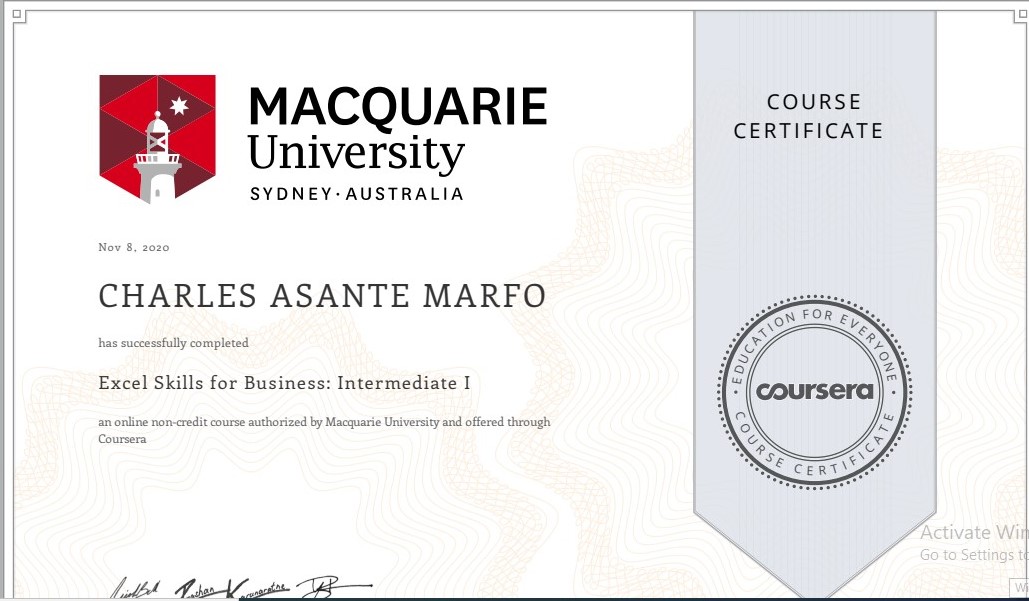 MACQUARIE
University
SYDNEY·AUSTRALIA
COURSE
CERTIFICATE
Nov 8, 2020
CHARLES ASANTE MARFO
has successfully completed
Excel Skills for Business: Intermediate I
an online non-credit course authorized by Macquarie University and offered through
Coursera
EDUCATION FOR EVERYONE
coursera
COURSE CERTIFICATE
Activate Win
Go to Settings to